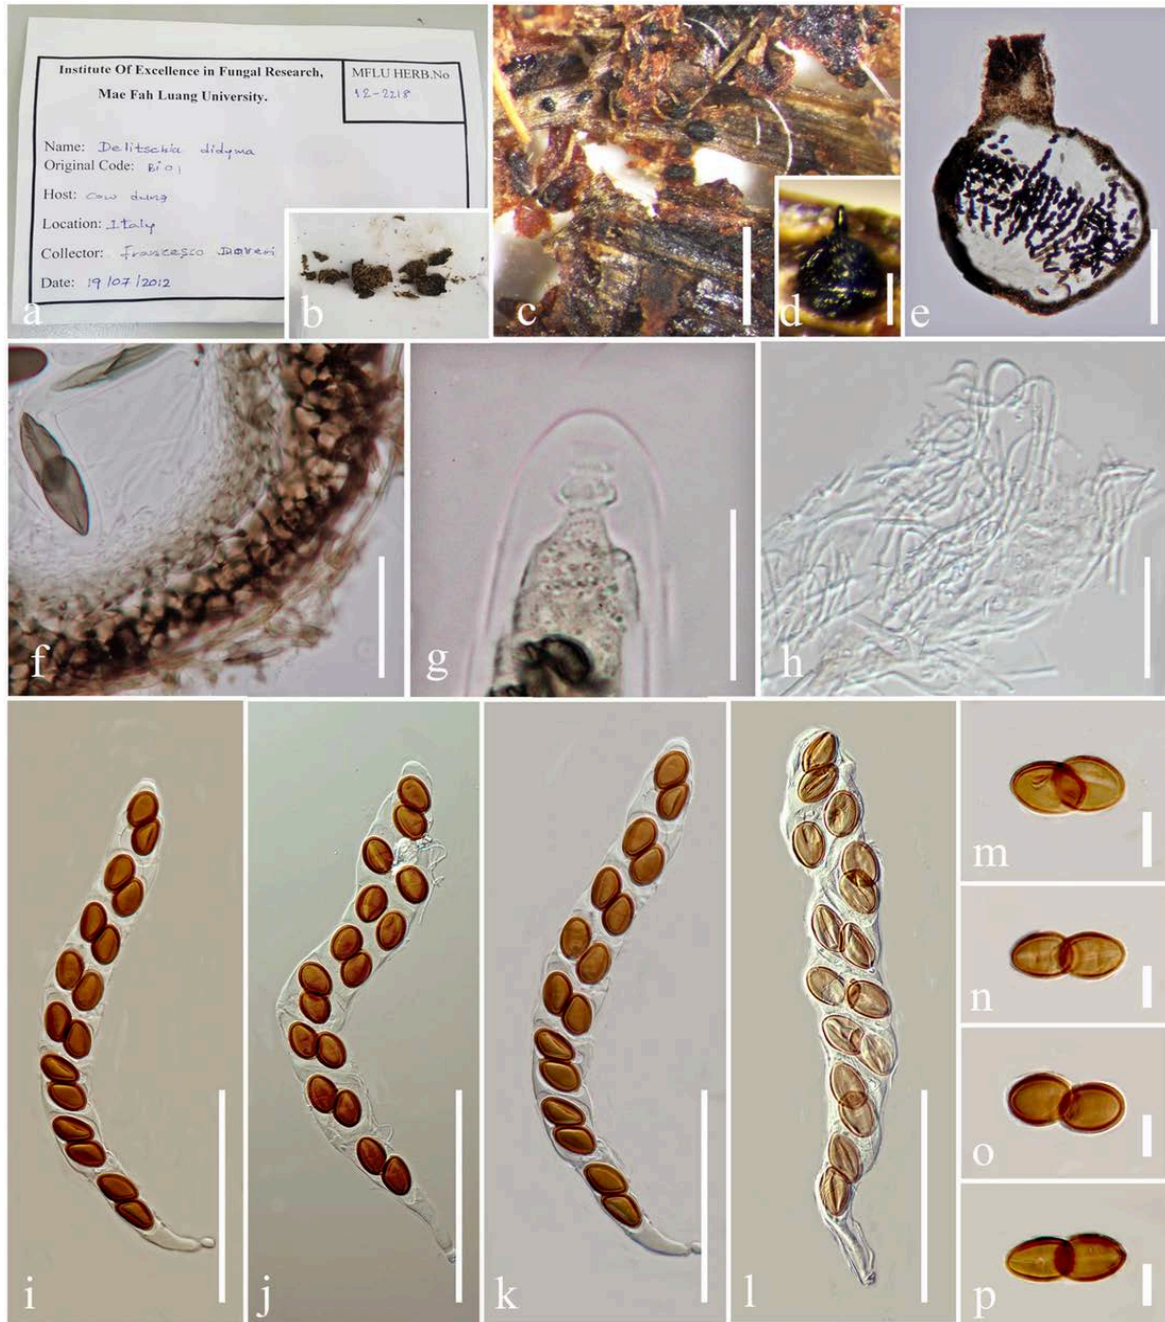 Institute Of Excellence in Fungal Research,
Mae Fah Luang University.
MFLU HERB.No
12-2218
Name: Delitschia didyma
Original Code: BiO1
Host: Cow dung
Location: Italy
Collector: Francesco Doveri
Date: 19/07/2012
a
b
c
d
e
f
g
h
i
j
k
l
m
n
o
p